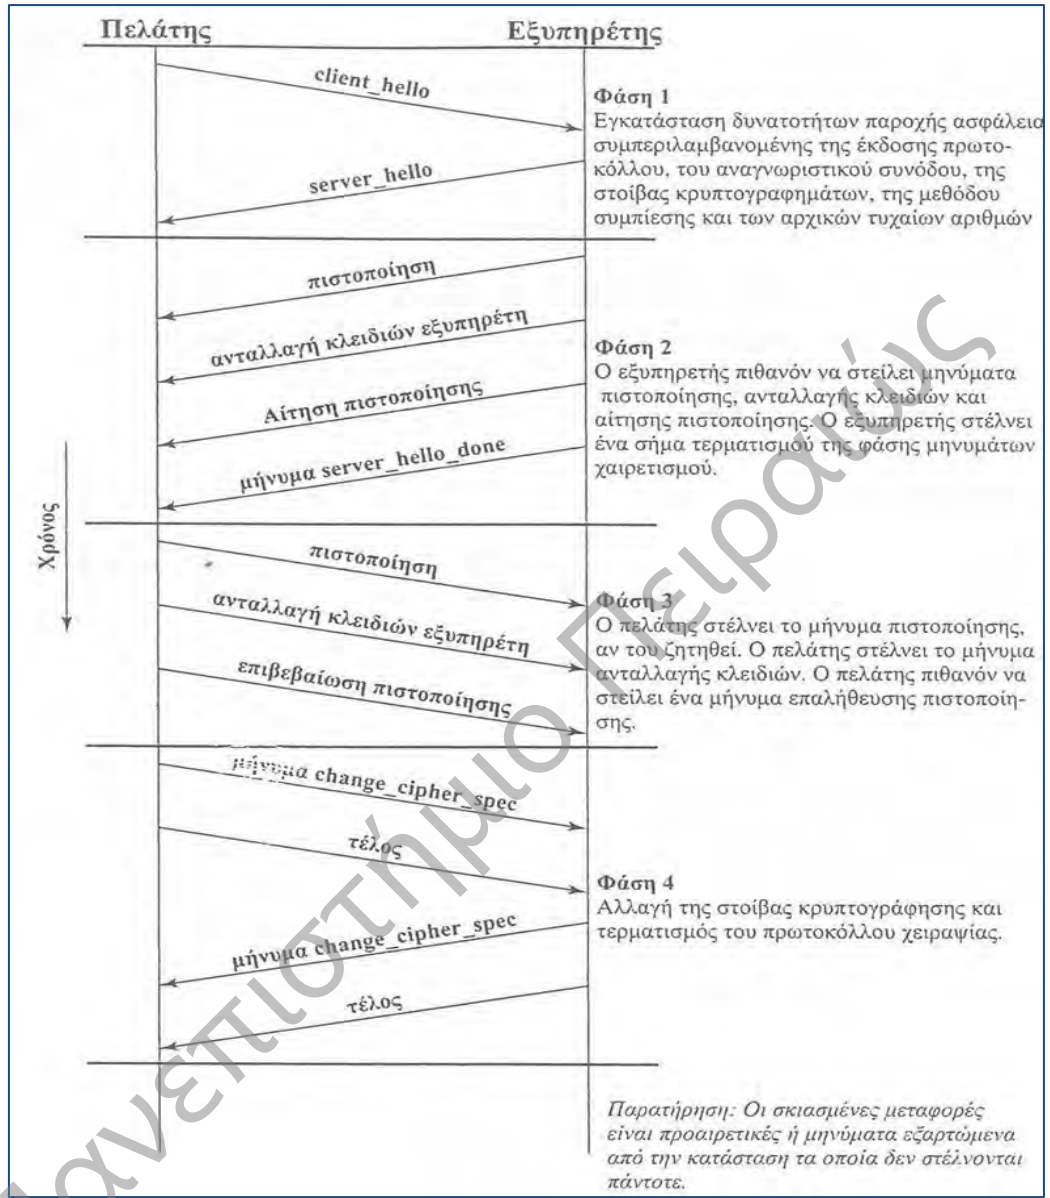 Πελάτης Εξυπηρέτης
client_hello
Φάση 1
Εγκατάσταση δυνατοτήτων παροχής ασφάλεια
συμπεριλαμβανομένης της έκδοσης πρωτο-
κόλλου, του αναγνωριστικού συνόδου, της
στοίβας κρυπτογραφημάτων, της μεθόδου
συμπίεσης και των αρχικών τυχαίων αριθμών
server_hello
πιστοποίηση
ανταλλαγή κλειδιών εξυπηρέτη
Αίτηση πιστοποίησης
μήνυμα server_hello_done
Φάση 2
Ο εξυπηρετής πιθανόν να στείλει μηνύματα
πιστοποίησης, ανταλλαγής κλειδιών και
αίτησης πιστοποίησης. Ο εξυπηρετής στέλνει
ένα σήμα τερματισμού της φάσης μηνυμάτων
χαιρετισμού.
Χρόνος
πιστοποίηση
ανταλλαγή κλειδιών εξυπηρέτη
επιβεβαίωση πιστοποίησης
Φάση 3
Ο πελάτης στέλνει το μήνυμα πιστοποίησης,
αν του ζητηθεί. Ο πελάτης στέλνει το μήνυμα
ανταλλαγής κλειδιών. Ο πελάτης πιθανόν να
στείλει ένα μήνυμα επαλήθευσης πιστοποίη-
σης.
μήνυμα change_cipher_spec
τέλος
μήνυμα change_cipher_spec
τέλος
Φάση 4
Αλλαγή της στοίβας κρυπτογράφησης και
τερματισμός του πρωτοκόλλου χειραψίας.
Παρατήρηση: Οι σκιασμένες μεταφορές
είναι προαιρετικές ή μηνύματα εξαρτώμενα
από την κατάσταση τα οποία δεν στέλνονται
πάντοτε.
Πανεπιστήμιο Πειραιώς